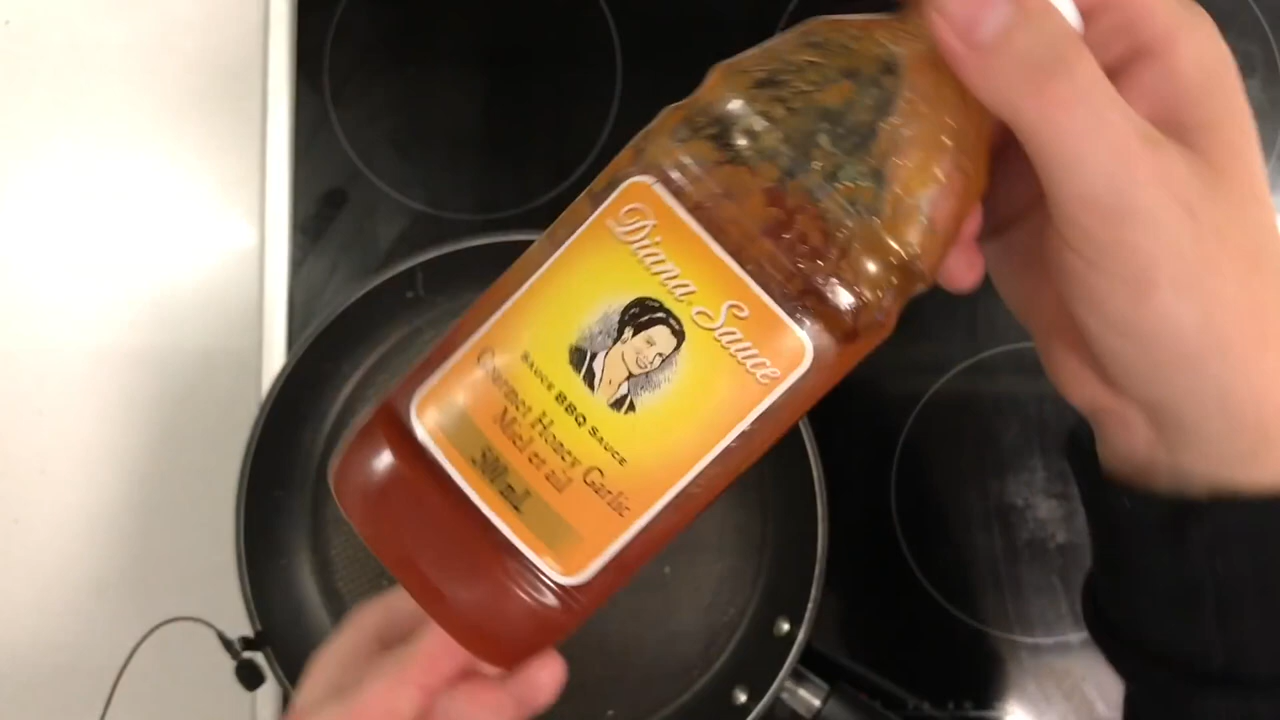 Diana Sauce
SAUCE BBQ SAUCE
Gourmet Honey Garlic
Miel et ail
500 mL